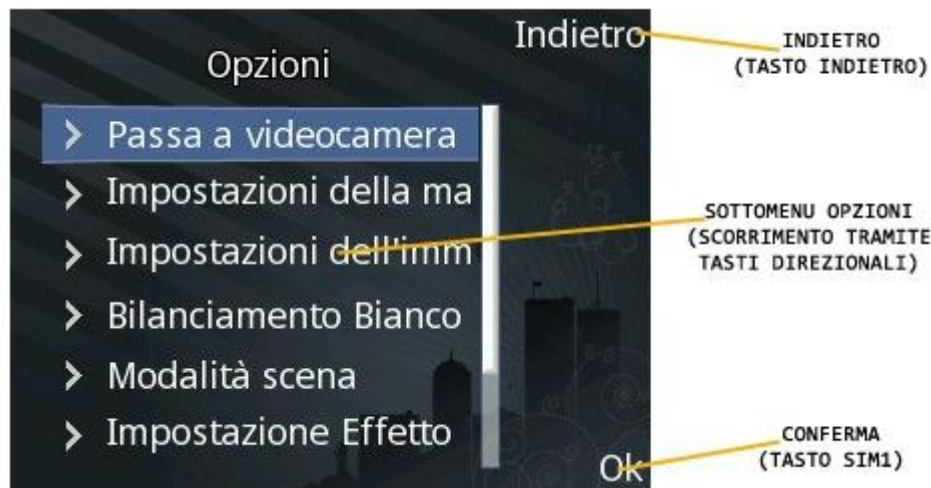 Indietro
Opzioni
Passa a videocamera
Impostazioni della ma
Impostazioni dell'imm
Bilanciamento Bianco
Modalità scena
Impostazione Effetto
Ok
INDIETRO
(TASTO INDIETRO)
SOTTOMENU OPZIONI
(SCORRIMENTO TRAMITE
TASTI DIREZIONALI)
CONFERMA
(TASTO SIM1)